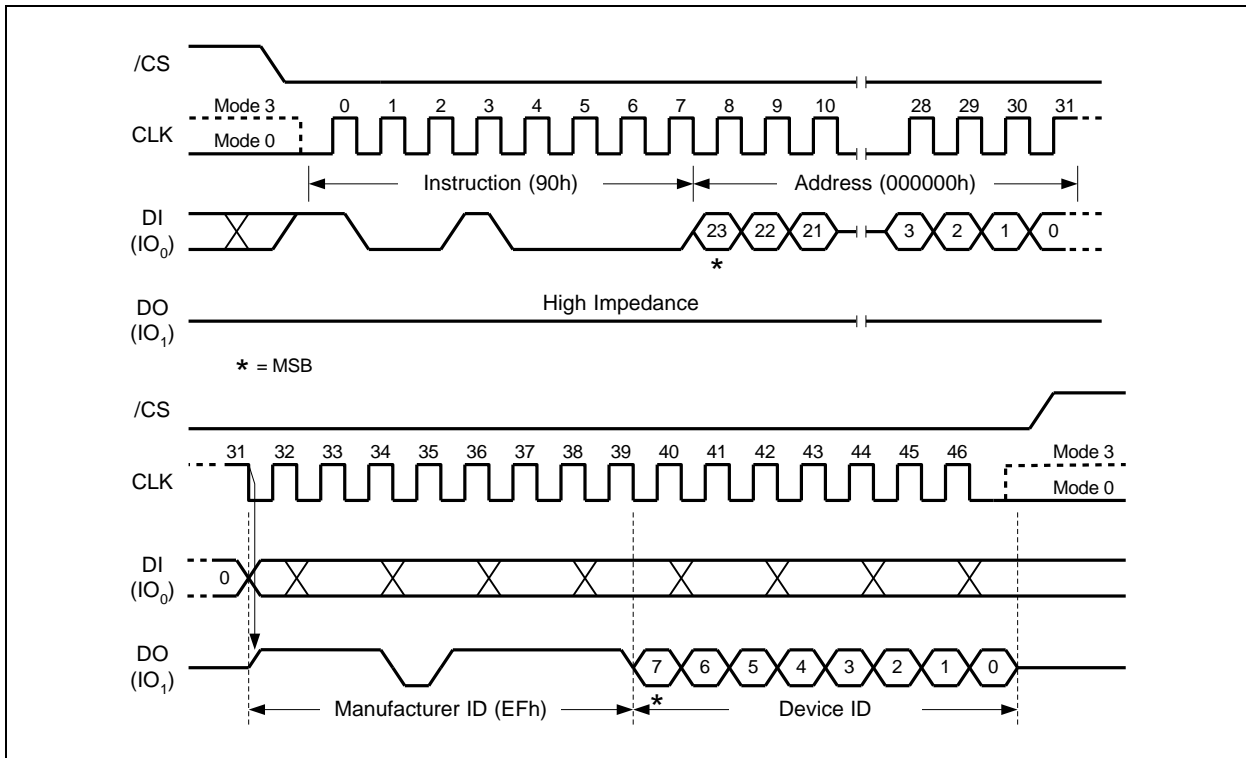 /CS
Mode 3
0 1 2 3 4 5 6 7 8 9 10 28 29 30 31
CLK
Mode 0
Instruction (90h) Address (000000h)
DI
(IO0)
23 22 21 3 2 1 0
*
DO
(IO1)
High Impedance
* = MSB
/CS
31 32 33 34 35 36 37 38 39 40 41 42 43 44 45 46
Mode 3
CLK
Mode 0
DI
(IO0)
0
DO
(IO1)
7 6 5 4 3 2 1 0
*
Manufacturer ID (EFh) Device ID